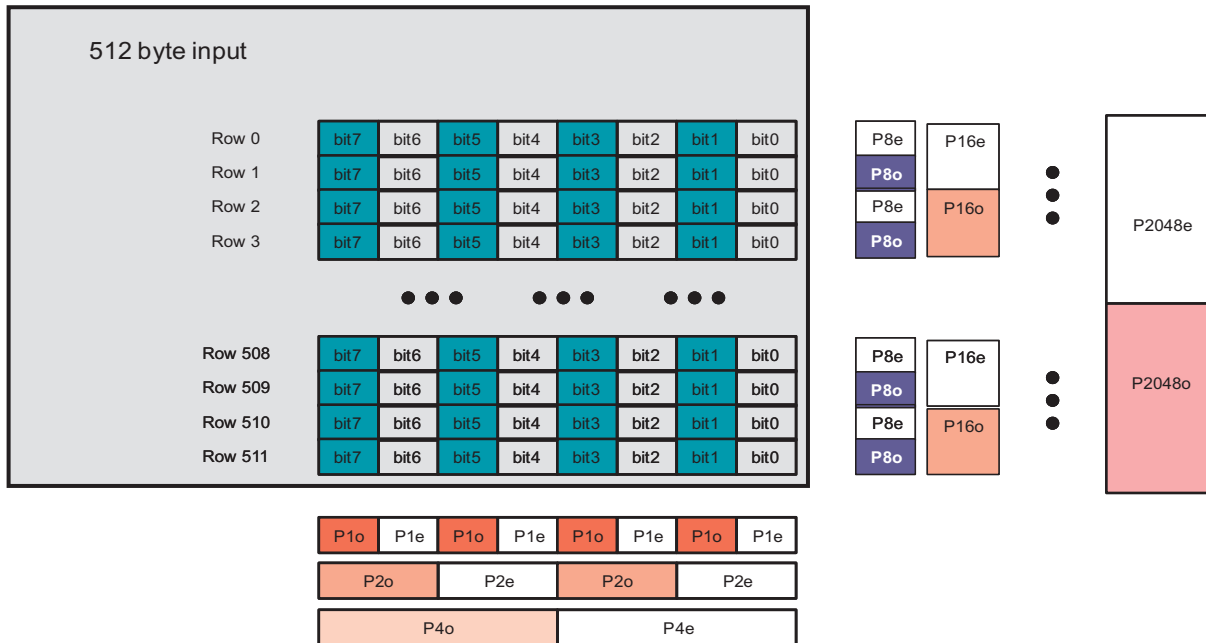 512 byte input
Row 0 bit7 bit6 bit5 bit4 bit3 bit2 bit1 bit0 P8e P16e
Row 1 bit7 bit6 bit5 bit4 bit3 bit2 bit1 bit0 P8o
Row 2 bit7 bit6 bit5 bit4 bit3 bit2 bit1 bit0 P8e P16o
Row 3 bit7 bit6 bit5 bit4 bit3 bit2 bit1 bit0 P8o
P2048e
Row 508 bit7 bit6 bit5 bit4 bit3 bit2 bit1 bit0 P8e P16e
Row 509 bit7 bit6 bit5 bit4 bit3 bit2 bit1 bit0 P8o P2048o
Row 510 bit7 bit6 bit5 bit4 bit3 bit2 bit1 bit0 P8e P16o
Row 511 bit7 bit6 bit5 bit4 bit3 bit2 bit1 bit0 P8o
P1o P1e P1o P1e P1o P1e P1o P1e
P2o P2e P2o P2e
P4o P4e